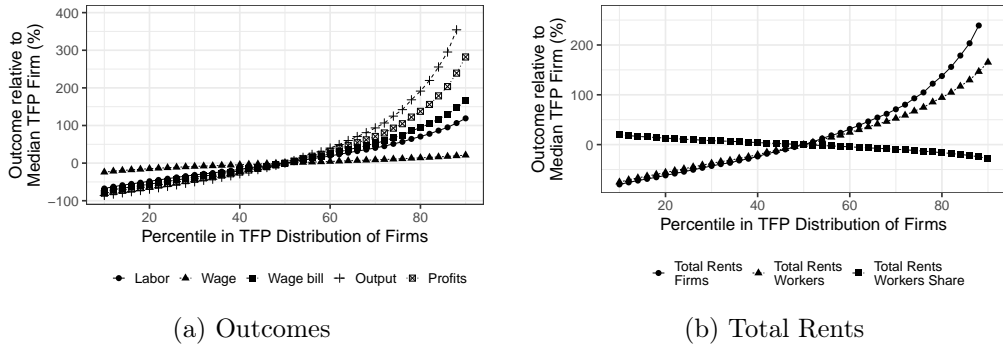 Outcome relative to
Median TFP Firm (%)
400
300
200
100
0
−100
20
40
60
80
Percentile in TFP Distribution of Firms
Labor
Wage
Wage bill
Output
Profits
(a) Outcomes
Outcome relative to
Median TFP Firm (%)
200
100
0
20
40
60
80
Percentile in TFP Distribution of Firms
Total Rents
Firms
Total Rents
Workers
Total Rents
Workers Share
(b) Total Rents